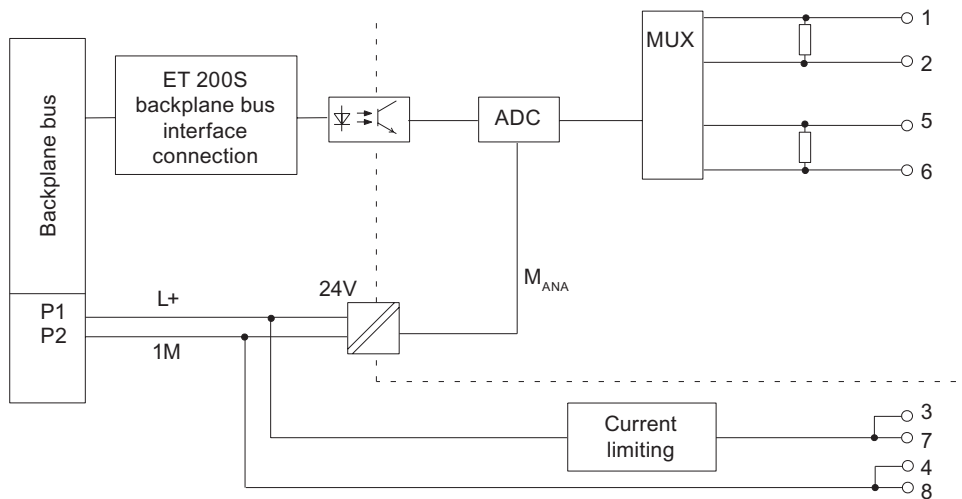 Backplane bus
ET 200S
backplane bus
interface
connection
ADC
MUX
1
2
5
6
P1
P2
L+
1M
24V
MANA
Current
limiting
3
7
4
8